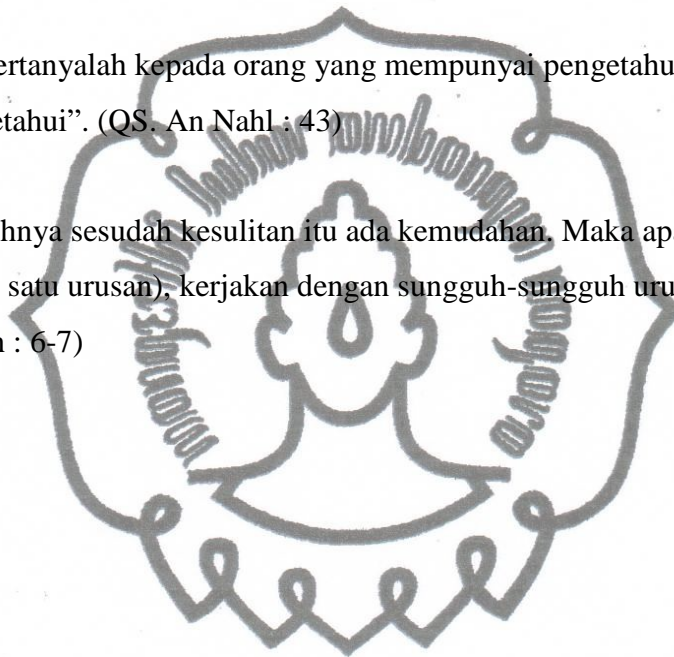 ertanyalah kepada orang yang mempunyai pengetahu
etahui”. (QS. An Nahl : 43)
hnya sesudah kesulitan itu ada kemudahan. Maka apa
satu urusan), kerjakan dengan sungguh-sungguh uru
: 6-7)